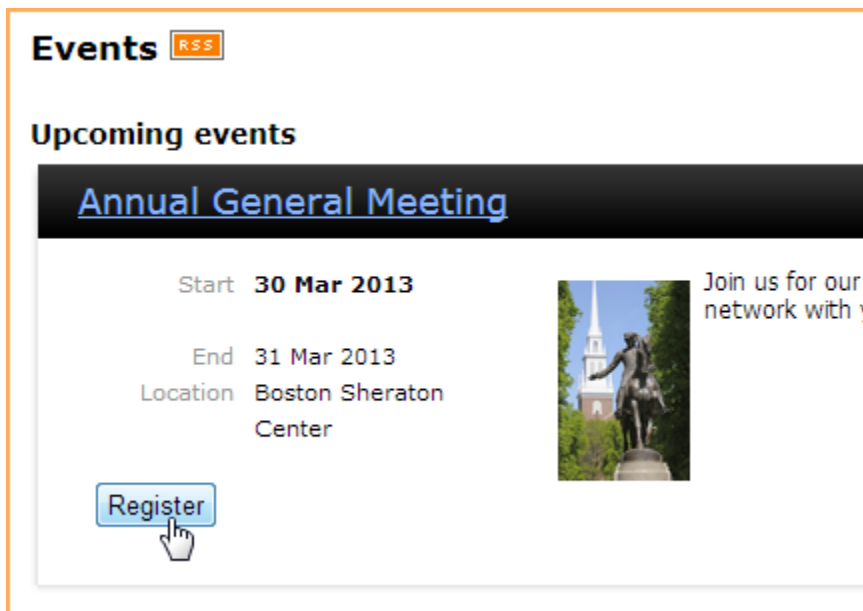 Events RSS
Upcoming events
Annual General Meeting
Start 30 Mar 2013
End 31 Mar 2013
Location Boston Sheraton
Center
Join us for our
network with
Register